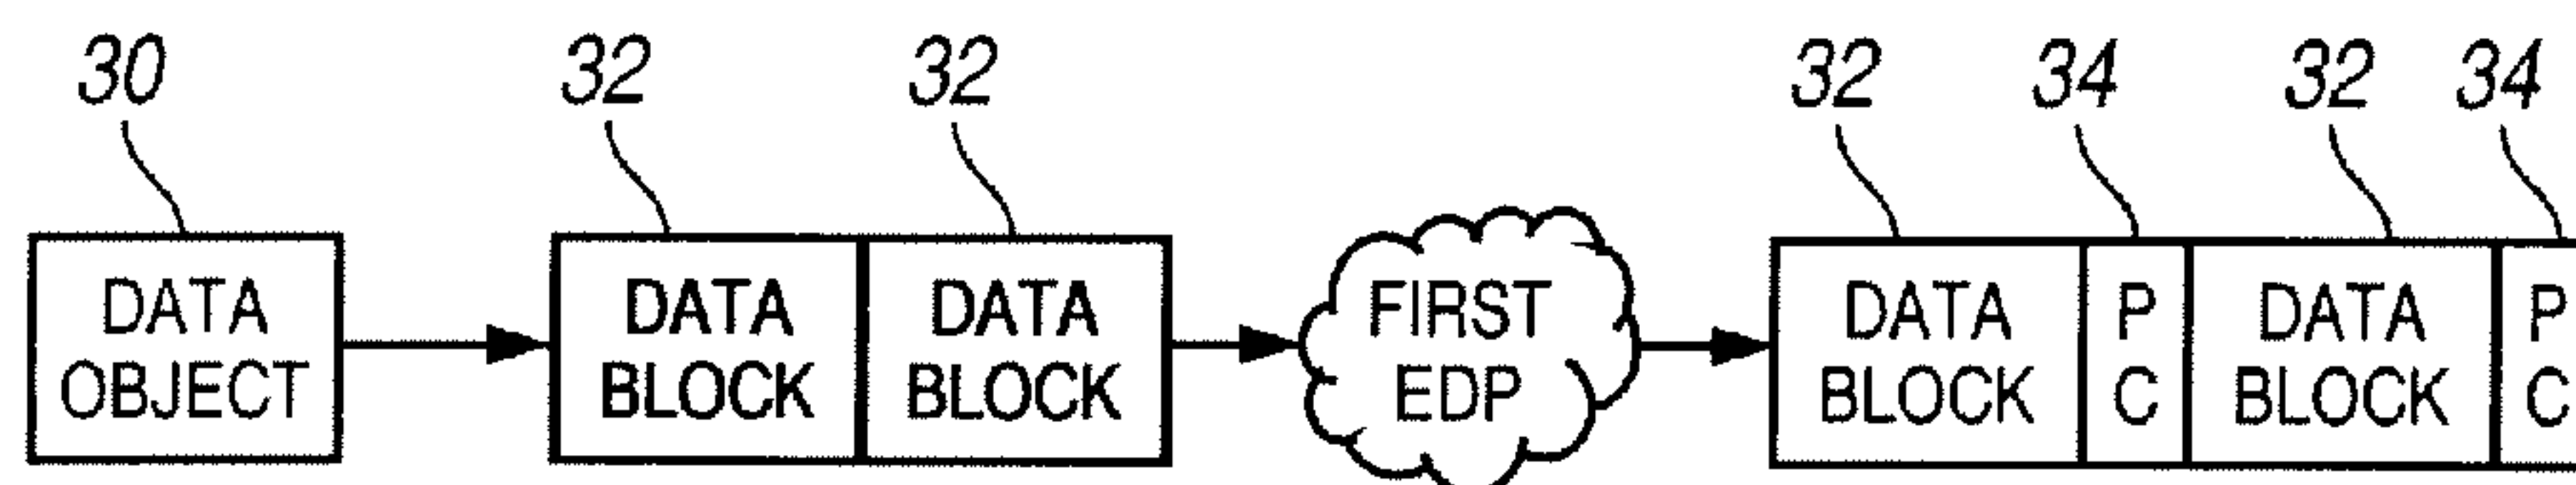 30 32 32 32 34 32 34
DATA OBJECT
DATA BLOCK
DATA BLOCK
FIRST EDP
DATA BLOCK
P C
DATA BLOCK
P C